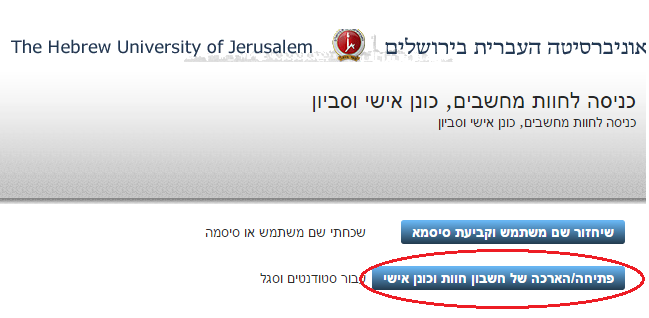 The Hebrew University of Jerusalem אוניברסיטה העברית בירושלים
כניסה לחוות מחשבים, כונן אישי וסביון
כניסה לחוות מחשבים, כונן אישי וסביון
שיחזור שם משתמש וקביעת סיסמא שכחתי שם משתמש או סיסמה
פתיחה/הארכה של חשבון חוות וכונן אישי עבור סטודנטים וסגל